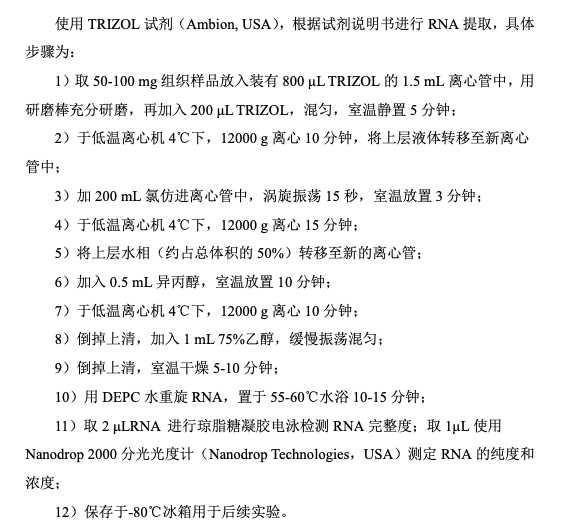 使用 TRIZOL 试剂（Ambion, USA），根据试剂说明书进行 RNA 提取，具体
步骤为：
1）取 50-100 mg 组织样品放入装有 800 μL TRIZOL 的 1.5 mL 离心管中，用
研磨棒充分研磨，再加入 200 μL TRIZOL，混匀，室温静置 5 分钟；
2）于低温离心机 4℃下，12000 g 离心 10 分钟，将上层液体转移至新离心
管中；
3）加 200 mL 氯仿进离心管中，涡旋振荡 15 秒，室温放置 3 分钟；
4）于低温离心机 4℃下，12000 g 离心 15 分钟；
5）将上层水相（约占总体积的 50%）转移至新的离心管；
6）加入 0.5 mL 异丙醇，室温放置 10 分钟；
7）于低温离心机 4℃下，12000 g 离心 10 分钟；
8）倒掉上清，加入 1 mL 75%乙醇，缓慢振荡混匀；
9）倒掉上清，室温干燥 5-10 分钟；
10）用 DEPC 水重旋 RNA，置于 55-60℃水浴 10-15 分钟；
11）取 2 μLRNA 进行琼脂糖凝胶电泳检测 RNA 完整度；取 1μL 使用
Nanodrop 2000 分光光度计（Nanodrop Technologies，USA）测定 RNA 的纯度和
浓度；
12）保存于-80℃冰箱用于后续实验。